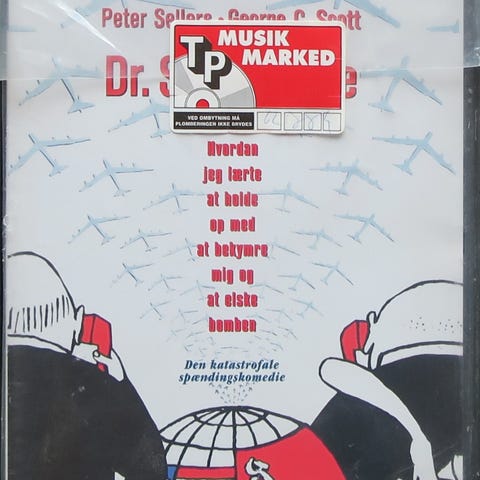 Peter Sellers · George C. Scott
MUSIK
MARKED
TP
Dr. S e
VED OMBYTNING MÅ
PLOMBERINGEN IKKE BRYDES
Hvordan
jeg lærte
at holde
op med
at bekymre
mig og
at elske
bomben
Den katastrofale
spændingskomedie